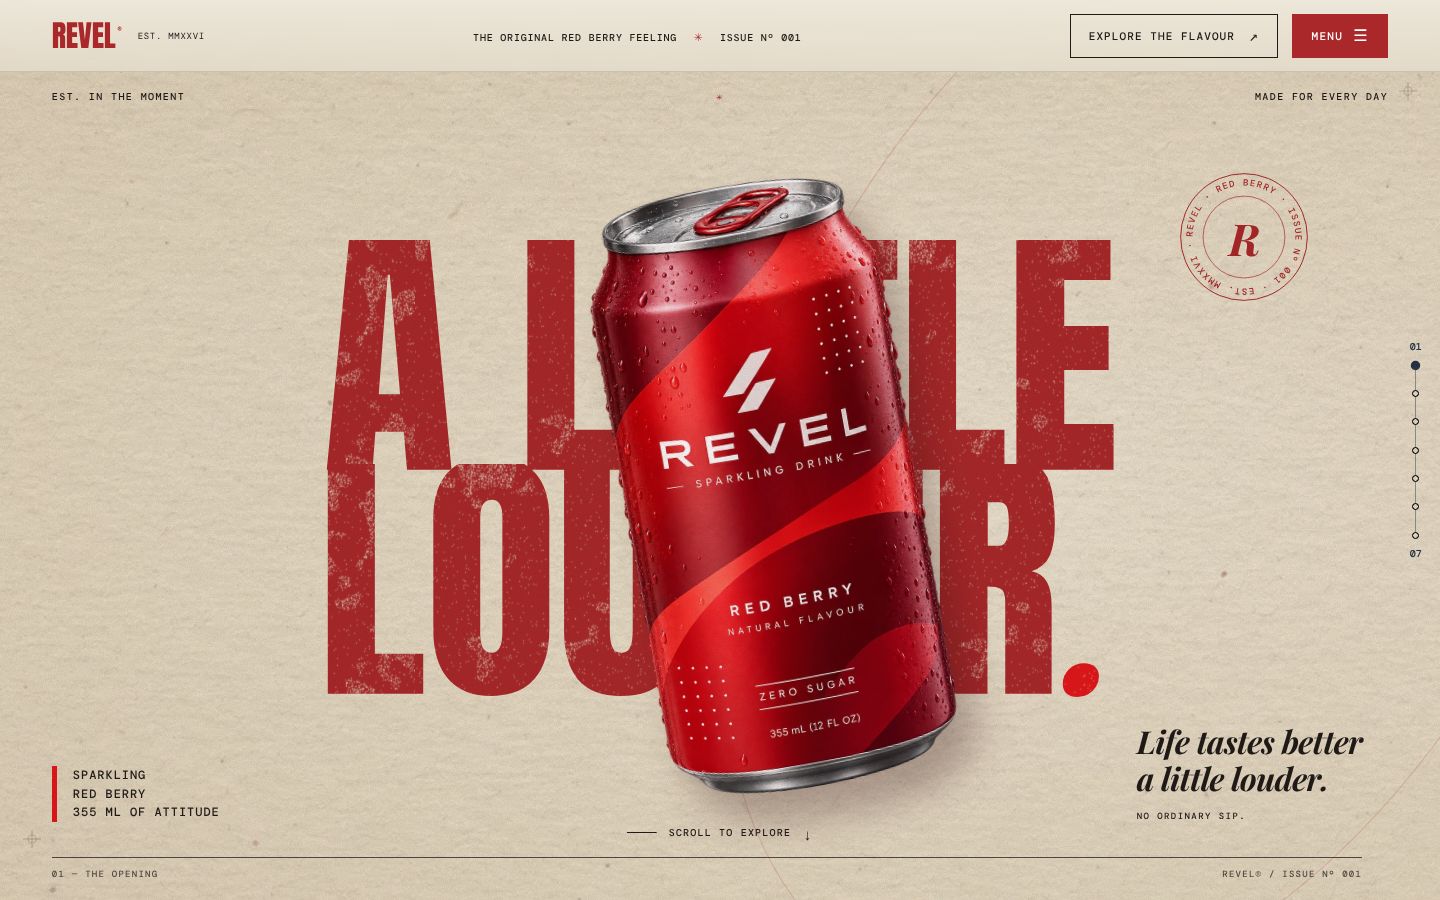 REVEL®
EST. MMXXVI
THE ORIGINAL RED BERRY FEELING ✳ ISSUE Nº 001
EXPLORE THE FLAVOUR ↗
MENU ☰
EST. IN THE MOMENT
MADE FOR EVERY DAY
REVEL · RED BERRY · ISSUE Nº 001 · EST. MMXXVI ·
R
A L TLE
LOU R.
REVEL
SPARKLING DRINK
RED BERRY
NATURAL FLAVOUR
ZERO SUGAR
355 mL (12 FL OZ)
01
07
Life tastes better
a little louder.
NO ORDINARY SIP.
SPARKLING
RED BERRY
355 ML OF ATTITUDE
SCROLL TO EXPLORE ↓
01 — THE OPENING
REVEL® / ISSUE Nº 001